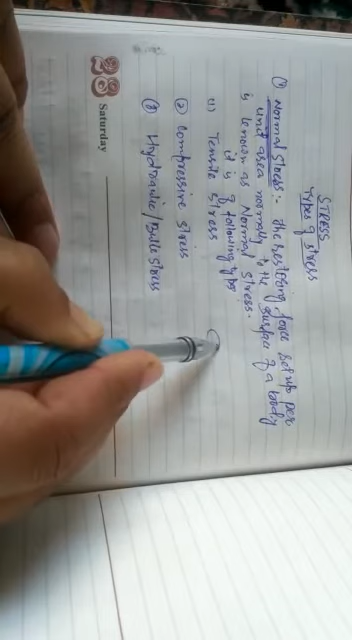 STRESS
Types of stress
① Normal Stress :- the restoring force set up per
unit area normally to the surface of a body
is known as Normal Stress.
it is of following types
(1) Tensile Stress
② compressive stress
③ Hydraulic/Bulk stress
28
Saturday